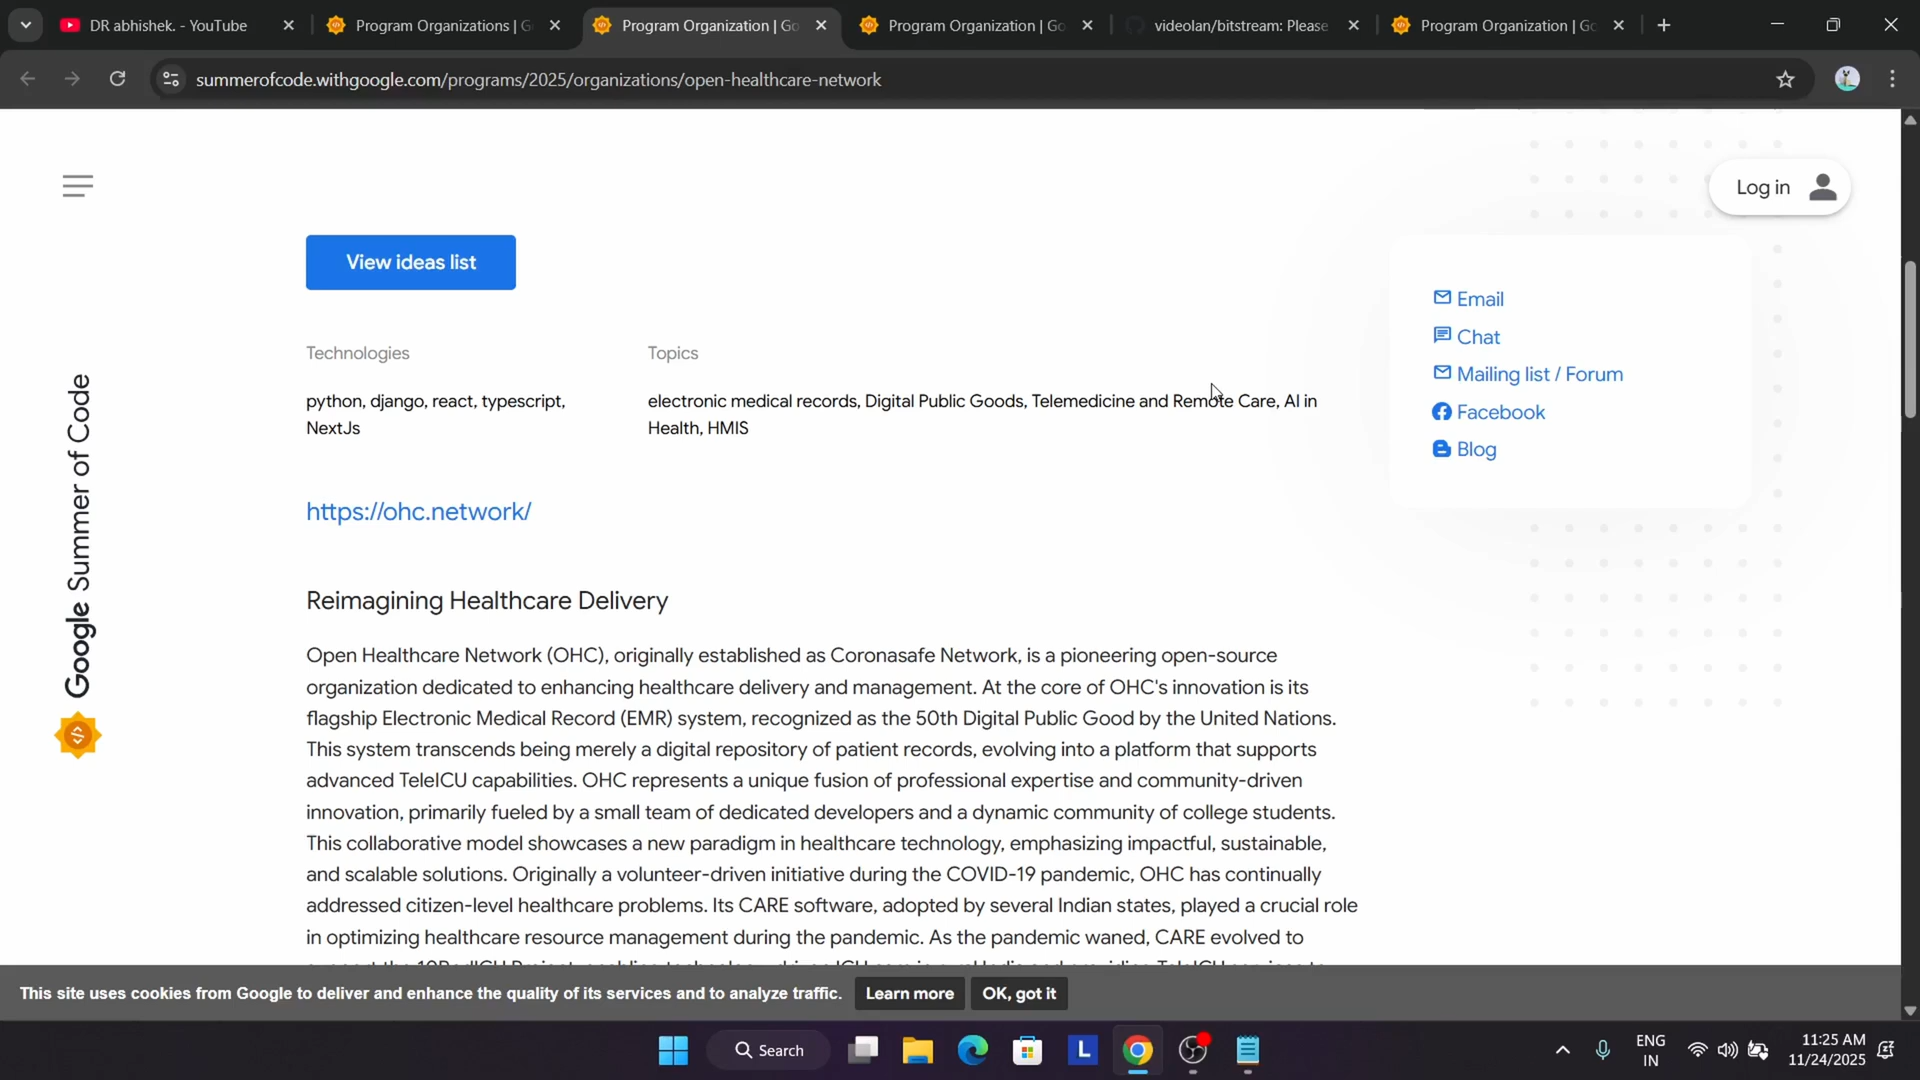 DR abhishek. - YouTube
Program Organizations | G
Program Organization | Go
Program Organization | Go
videolan/bitstream: Please
Program Organization | Go
summerofcode.withgoogle.com/programs/2025/organizations/open-healthcare-network
Log in
View ideas list
Email
Chat
Mailing list / Forum
Facebook
Blog
Technologies
python, django, react, typescript,
NextJs
Topics
electronic medical records, Digital Public Goods, Telemedicine and Remote Care, AI in
Health, HMIS
https://ohc.network/
Google Summer of Code
Reimagining Healthcare Delivery
Open Healthcare Network (OHC), originally established as Coronasafe Network, is a pioneering open-source
organization dedicated to enhancing healthcare delivery and management. At the core of OHC's innovation is its
flagship Electronic Medical Record (EMR) system, recognized as the 50th Digital Public Good by the United Nations.
This system transcends being merely a digital repository of patient records, evolving into a platform that supports
advanced TeleICU capabilities. OHC represents a unique fusion of professional expertise and community-driven
innovation, primarily fueled by a small team of dedicated developers and a dynamic community of college students.
This collaborative model showcases a new paradigm in healthcare technology, emphasizing impactful, sustainable,
and scalable solutions. Originally a volunteer-driven initiative during the COVID-19 pandemic, OHC has continually
addressed citizen-level healthcare problems. Its CARE software, adopted by several Indian states, played a crucial role
in optimizing healthcare resource management during the pandemic. As the pandemic waned, CARE evolved to
This site uses cookies from Google to deliver and enhance the quality of its services and to analyze traffic.
Learn more
OK, got it
Search
L
ENG
IN
11:25 AM
11/24/2025